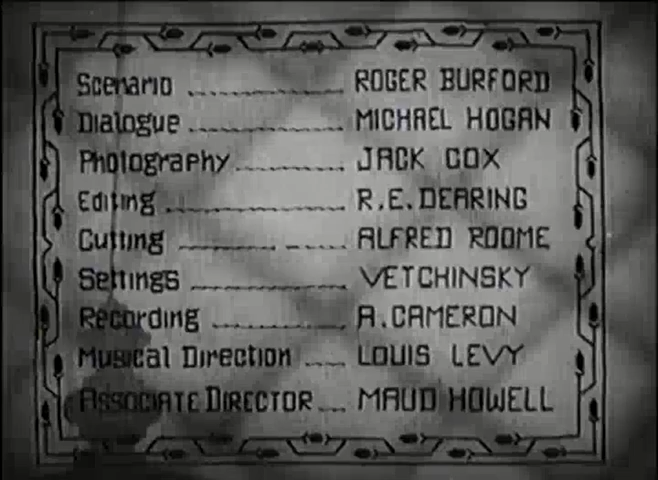 Scenario ROGER BURFORD
Dialogue MICHAEL HOGAN
Photography JACK COX
Editing R.E. DEARING
Cutting ALFRED ROOME
Settings VETCHINSKY
Recording A. CAMERON
Musical Direction LOUIS LEVY
ASSOCIATE DIRECTOR MAUD HOWELL